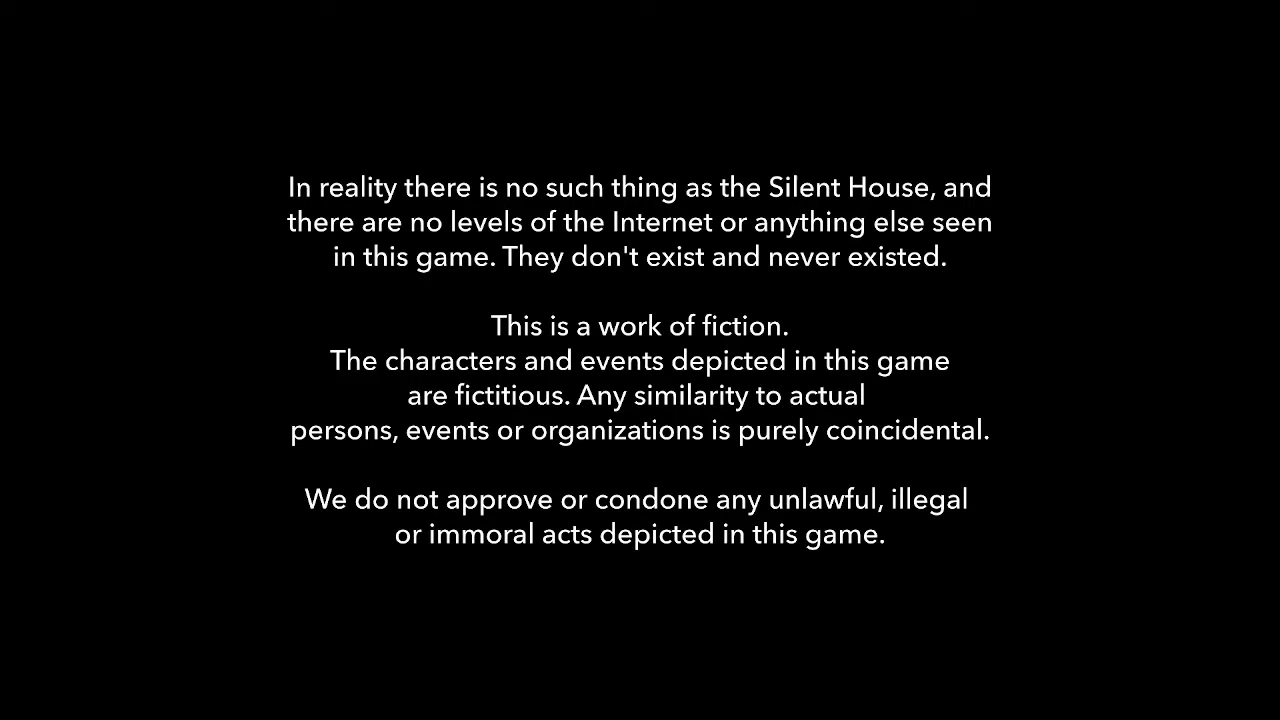 In reality there is no such thing as the Silent House, and
there are no levels of the Internet or anything else seen
in this game. They don't exist and never existed.
This is a work of fiction.
The characters and events depicted in this game
are fictitious. Any similarity to actual
persons, events or organizations is purely coincidental.
We do not approve or condone any unlawful, illegal
or immoral acts depicted in this game.